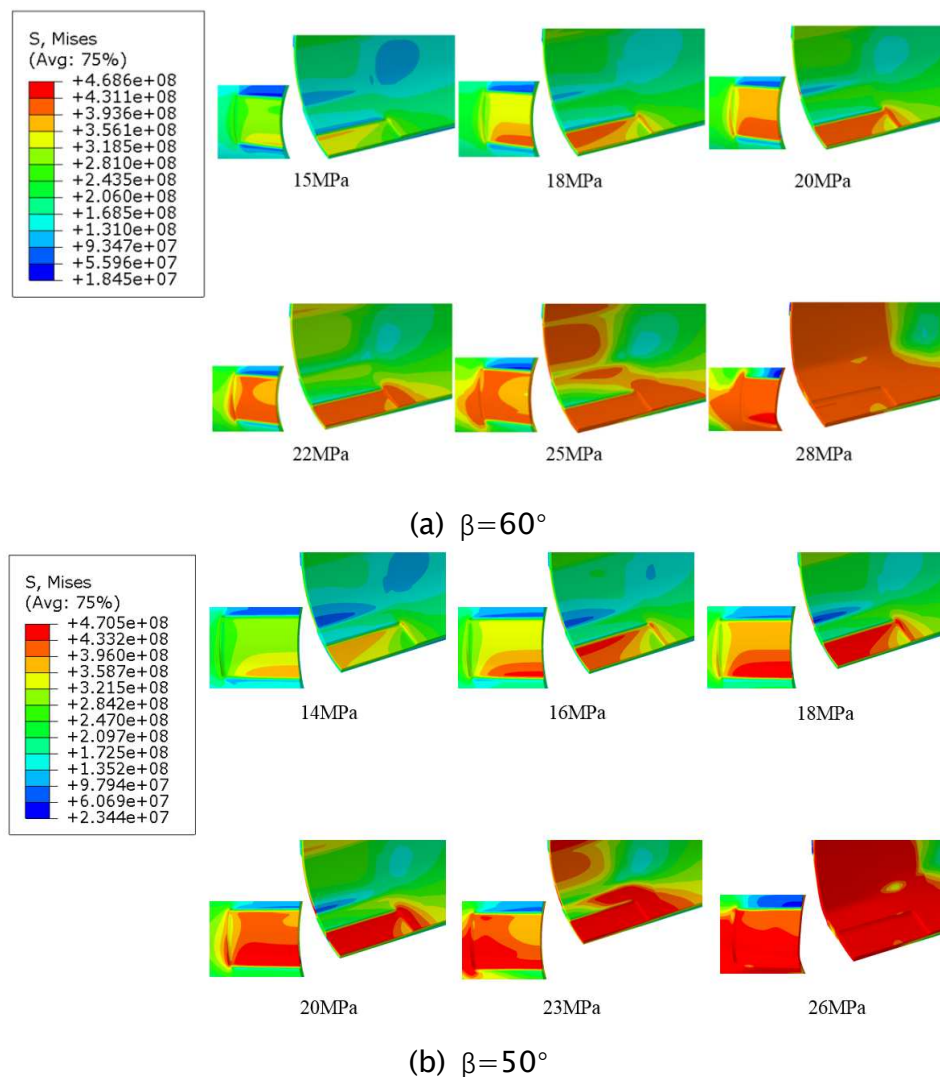 S, Mises
(Avg: 75%)
+4.686e+08
+4.311e+08
+3.936e+08
+3.561e+08
+3.185e+08
+2.810e+08
+2.435e+08
+2.060e+08
+1.685e+08
+1.310e+08
+9.347e+07
+5.596e+07
+1.845e+07
15MPa
18MPa
20MPa
22MPa
25MPa
28MPa
(a) β=60°
S, Mises
(Avg: 75%)
+4.705e+08
+4.332e+08
+3.960e+08
+3.587e+08
+3.215e+08
+2.842e+08
+2.470e+08
+2.097e+08
+1.725e+08
+1.352e+08
+9.794e+07
+6.069e+07
+2.344e+07
14MPa
16MPa
18MPa
20MPa
23MPa
26MPa
(b) β=50°